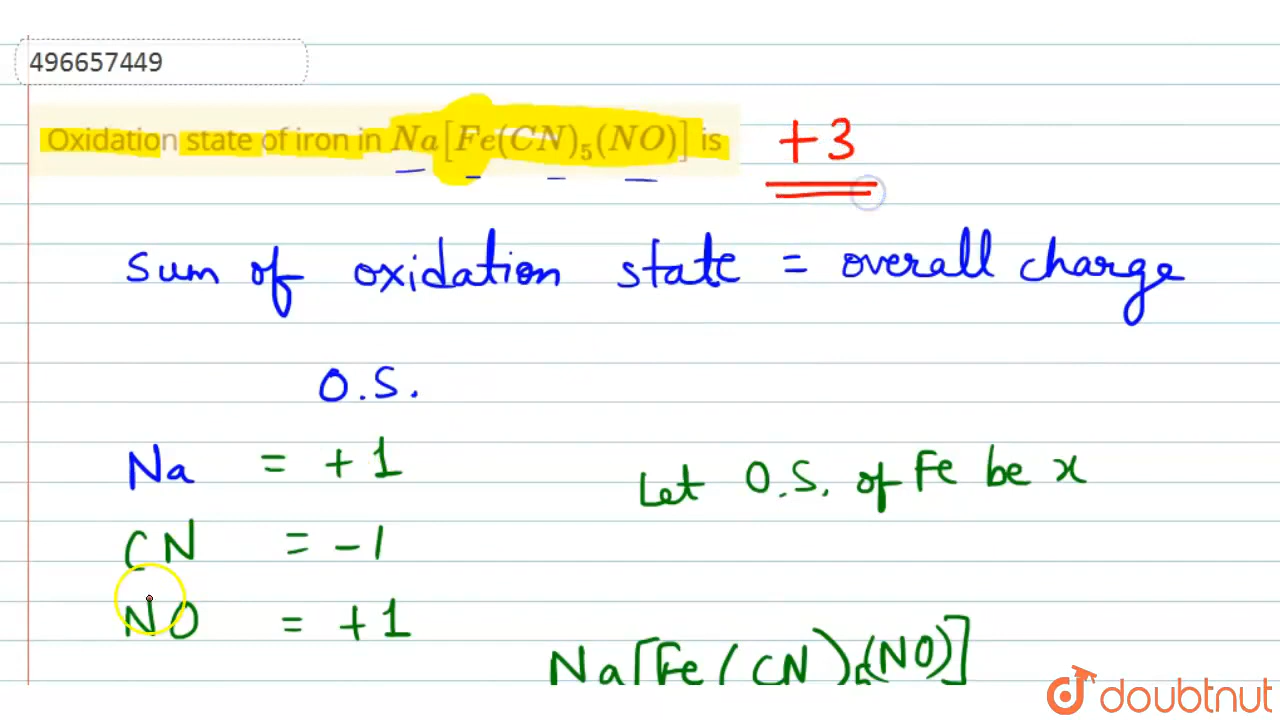 496657449
Oxidation state of iron in Na[Fe(CN)₅(NO)] is +3
sum of oxidation state = overall charge
O.S.
Na = +1
Let O.S. of Fe be x
CN = -1
NO = +1
Na[Fe(CN)₅(NO)]
doubtnut